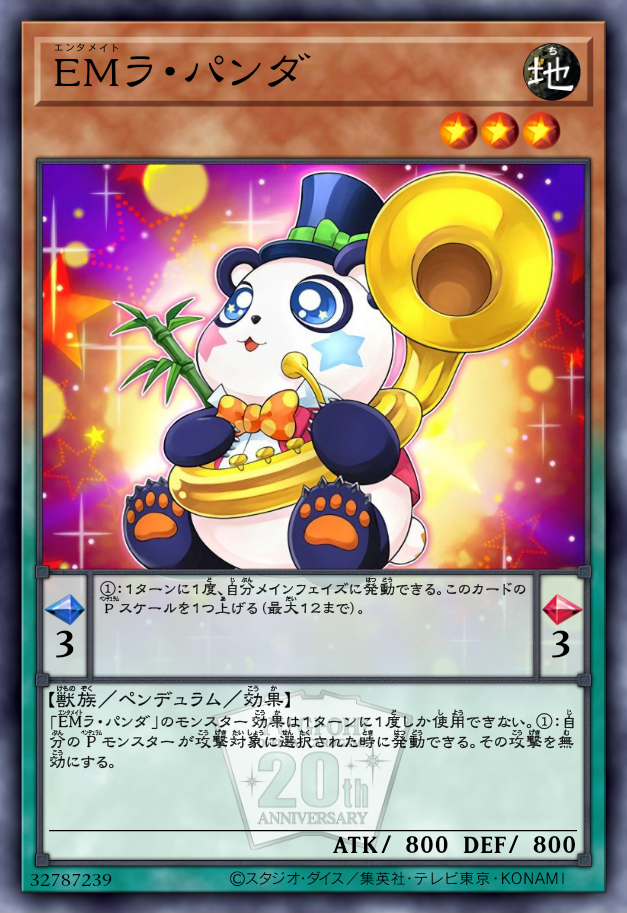 エンタメイト
EMラ・パンダ
ち
地
①:1ターンに1度、自分メインフェイズに発動できる。このカードの
Pスケールを1つ上げる(最大12まで)。
3
3
【獣族／ペンデュラム／効果】
「EMラ・パンダ」のモンスター効果は1ターンに1度しか使用できない。①:自
分のPモンスターが攻撃対象に選択された時に発動できる。その攻撃を無
効にする。
20th
ANNIVERSARY
ATK/ 800 DEF/ 800
32787239
©スタジオ・ダイス／集英社・テレビ東京・KONAMI